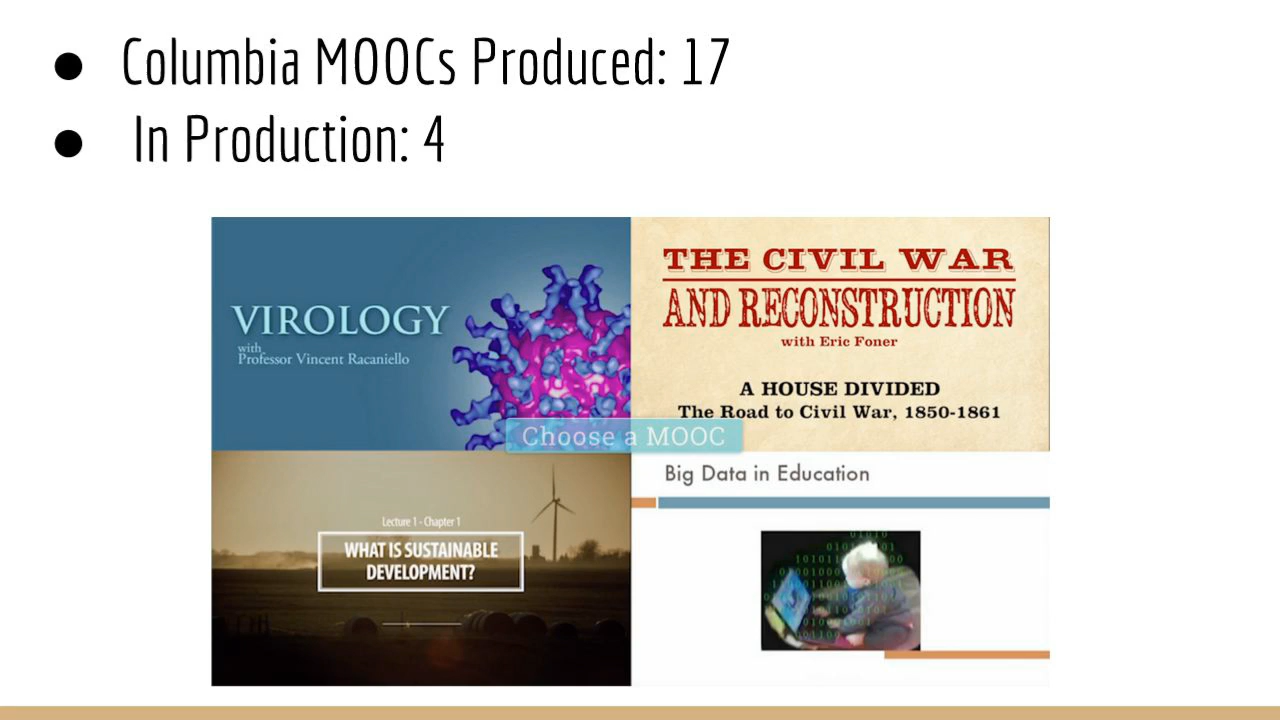 ● Columbia MOOCs Produced: 17
● In Production: 4
VIROLOGY
with
Professor Vincent Racaniello
THE CIVIL WAR
AND RECONSTRUCTION
with Eric Foner
A HOUSE DIVIDED
The Road to Civil War, 1850-1861
Choose a MOOC
Lecture 1 - Chapter 1
WHAT IS SUSTAINABLE
DEVELOPMENT?
Big Data in Education